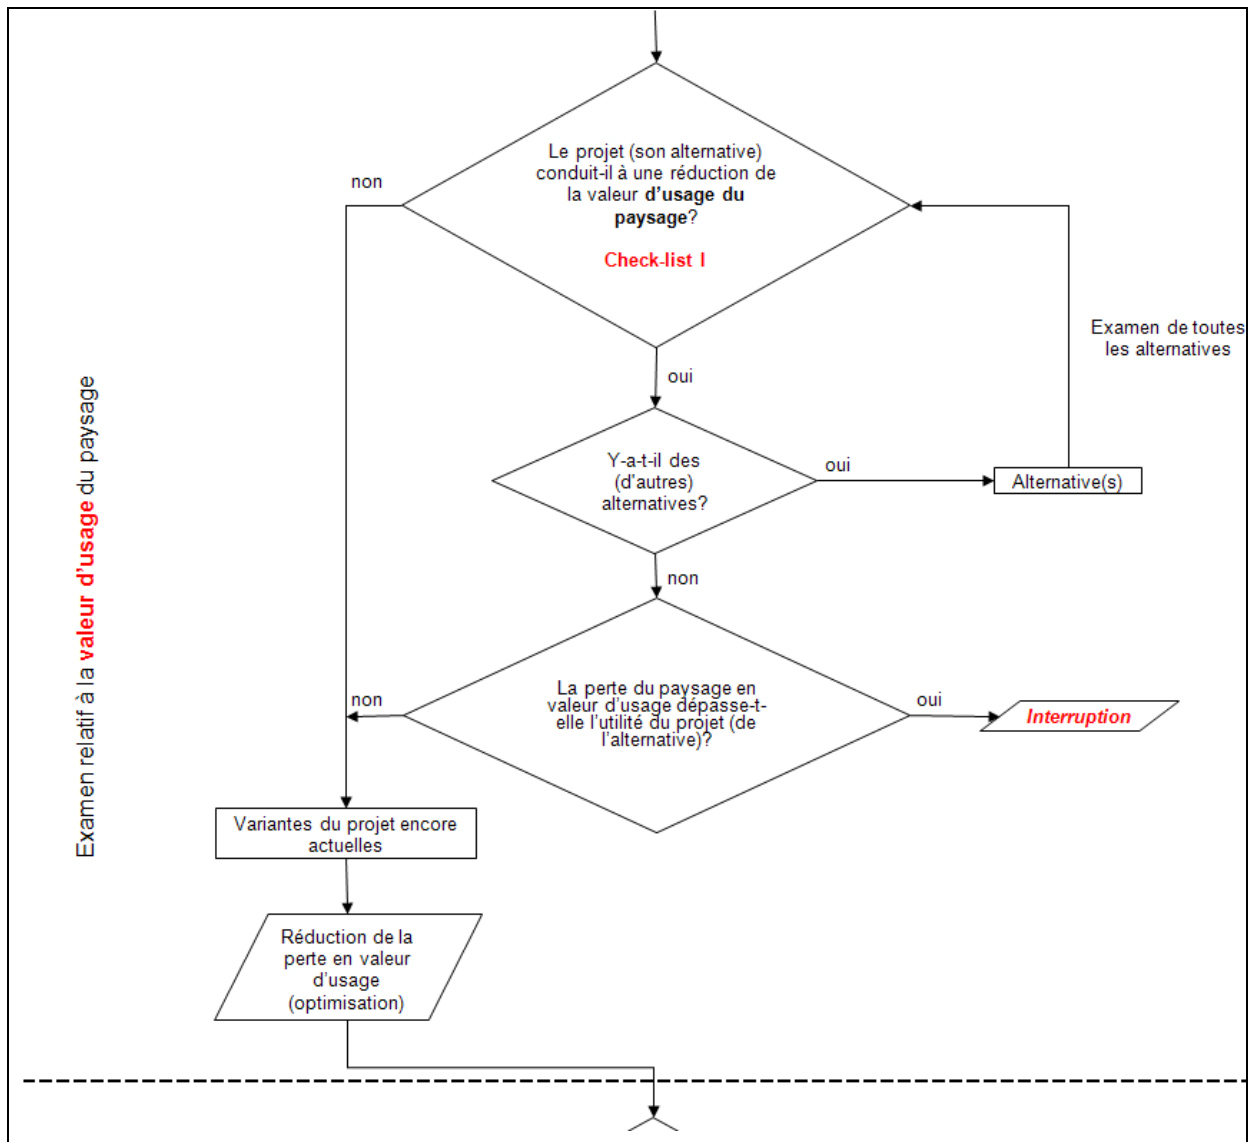 Le projet (son alternative)
conduit-il à une réduction de
la valeur d'usage du
paysage?
Check-list I
non
oui
Examen de toutes
les alternatives
Y-a-t-il des
(d'autres)
alternatives?
oui
Alternative(s)
non
La perte du paysage en
valeur d'usage dépasse-t-
elle l'utilité du projet (de
l'alternative)?
non
oui
Interruption
Examen relatif à la valeur d'usage du paysage
Variantes du projet encore
actuelles
Réduction de la
perte en valeur
d'usage
(optimisation)